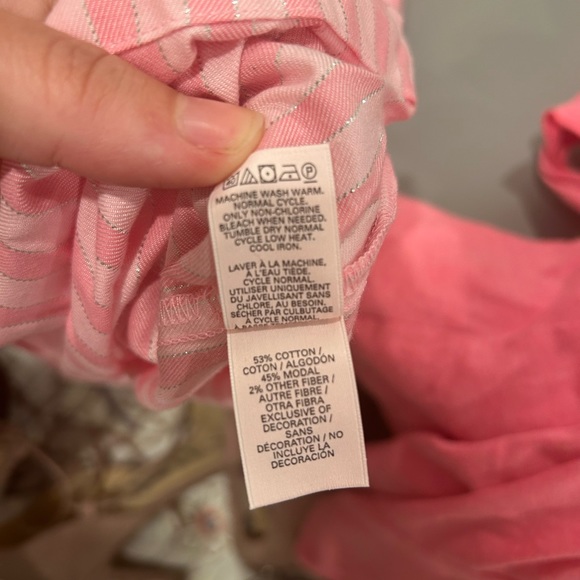 MACHINE WASH WARM.
NORMAL CYCLE.
ONLY NON-CHLORINE
BLEACH WHEN NEEDED.
TUMBLE DRY NORMAL
CYCLE LOW HEAT.
COOL IRON.
LAVER À LA MACHINE,
À L'EAU TIÈDE,
CYCLE NORMAL.
UTILISER UNIQUEMENT
DU JAVELLISANT SANS
CHLORE, AU BESOIN.
SÉCHER PAR CULBUTAGE
A CYCLE NORMAL,
53% COTTON /
COTON / ALGODÓN
45% MODAL
2% OTHER FIBER /
AUTRE FIBRE /
OTRA FIBRA
EXCLUSIVE OF
DECORATION /
SANS
DÉCORATION / NO
INCLUYE LA
DECORACIÓN